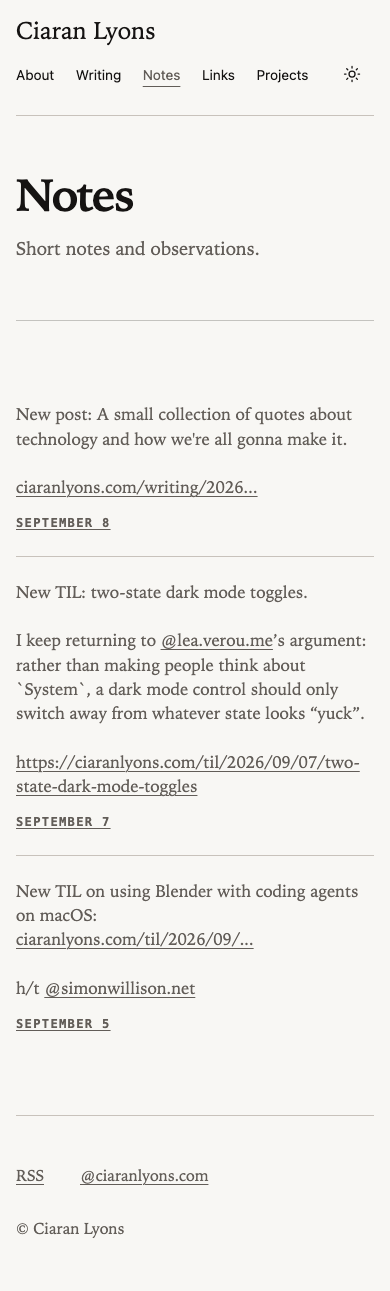 Ciaran Lyons
About Writing Notes Links Projects
Notes
Short notes and observations.
New post: A small collection of quotes about
technology and how we're all gonna make it.
ciaranlyons.com/writing/2026...
SEPTEMBER 8
New TIL: two-state dark mode toggles.
I keep returning to @lea.verou.me’s argument:
rather than making people think about
`System`, a dark mode control should only
switch away from whatever state looks “yuck”.
https://ciaranlyons.com/til/2026/09/07/two-
state-dark-mode-toggles
SEPTEMBER 7
New TIL on using Blender with coding agents
on macOS:
ciaranlyons.com/til/2026/09/...
h/t @simonwillison.net
SEPTEMBER 5
RSS @ciaranlyons.com
© Ciaran Lyons